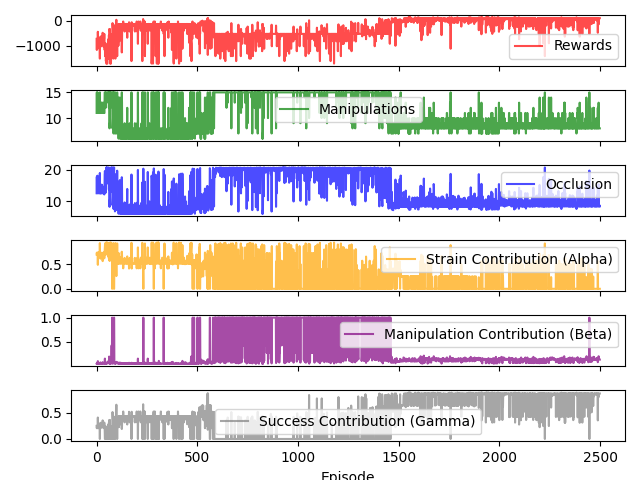 0
−1000
Rewards
15
10
Manipulations
20
10
Occlusion
0.5
0.0
Strain Contribution (Alpha)
1.0
0.5
Manipulation Contribution (Beta)
0.5
0.0
Success Contribution (Gamma)
0 500 1000 1500 2000 2500
Episode